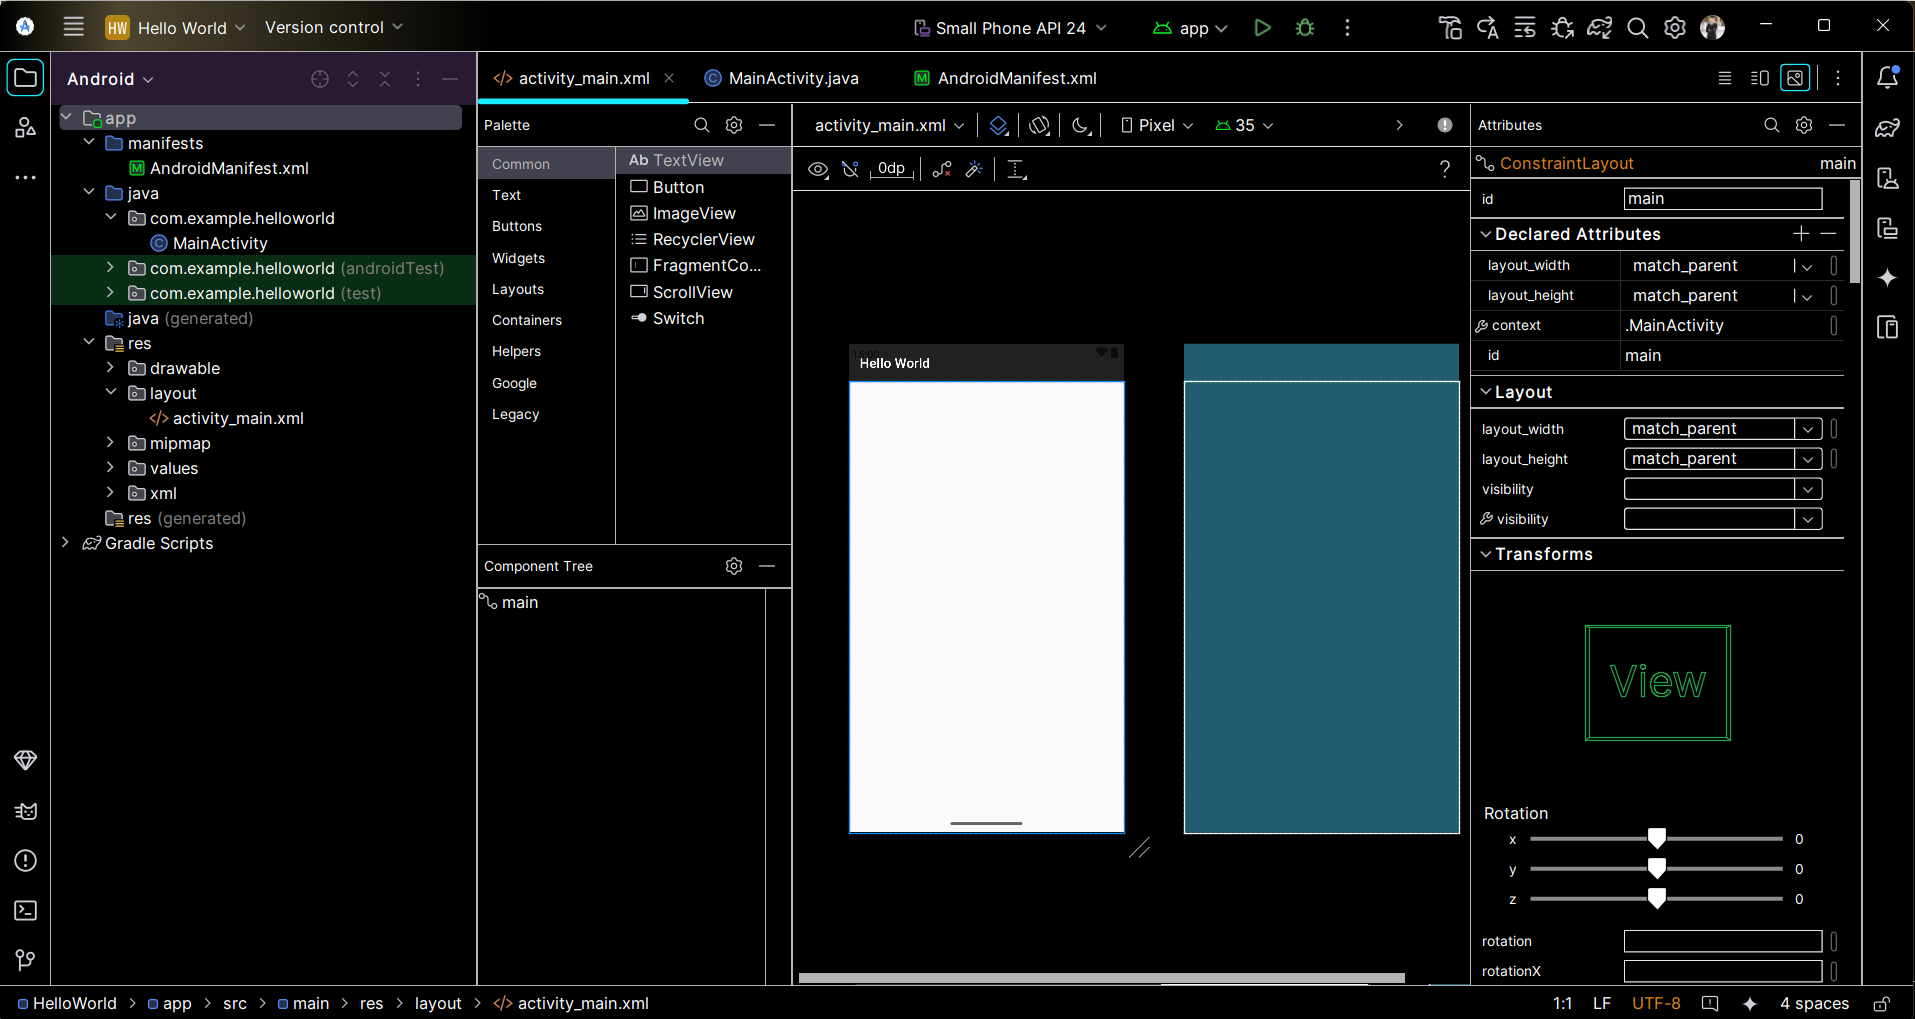 HW Hello World Version control Small Phone API 24 app
Android
app
manifests
M AndroidManifest.xml
java
com.example.helloworld
C MainActivity
com.example.helloworld (androidTest)
com.example.helloworld (test)
java (generated)
res
drawable
layout
</> activity_main.xml
mipmap
values
xml
res (generated)
Gradle Scripts
</> activity_main.xml C MainActivity.java M AndroidManifest.xml
Palette
Common
Text
Buttons
Widgets
Layouts
Containers
Helpers
Google
Legacy
Ab TextView
Button
ImageView
RecyclerView
FragmentCo...
ScrollView
Switch
Component Tree
main
activity_main.xml Pixel 35
0dp ?
Hello World
Attributes
ConstraintLayout main
id main
Declared Attributes
layout_width match_parent
layout_height match_parent
context .MainActivity
id main
Layout
layout_width match_parent
layout_height match_parent
visibility
visibility
Transforms
View
Rotation
x 0
y 0
z 0
rotation
rotationX
HelloWorld > app > src > main > res > layout > </> activity_main.xml 1:1 LF UTF-8 4 spaces